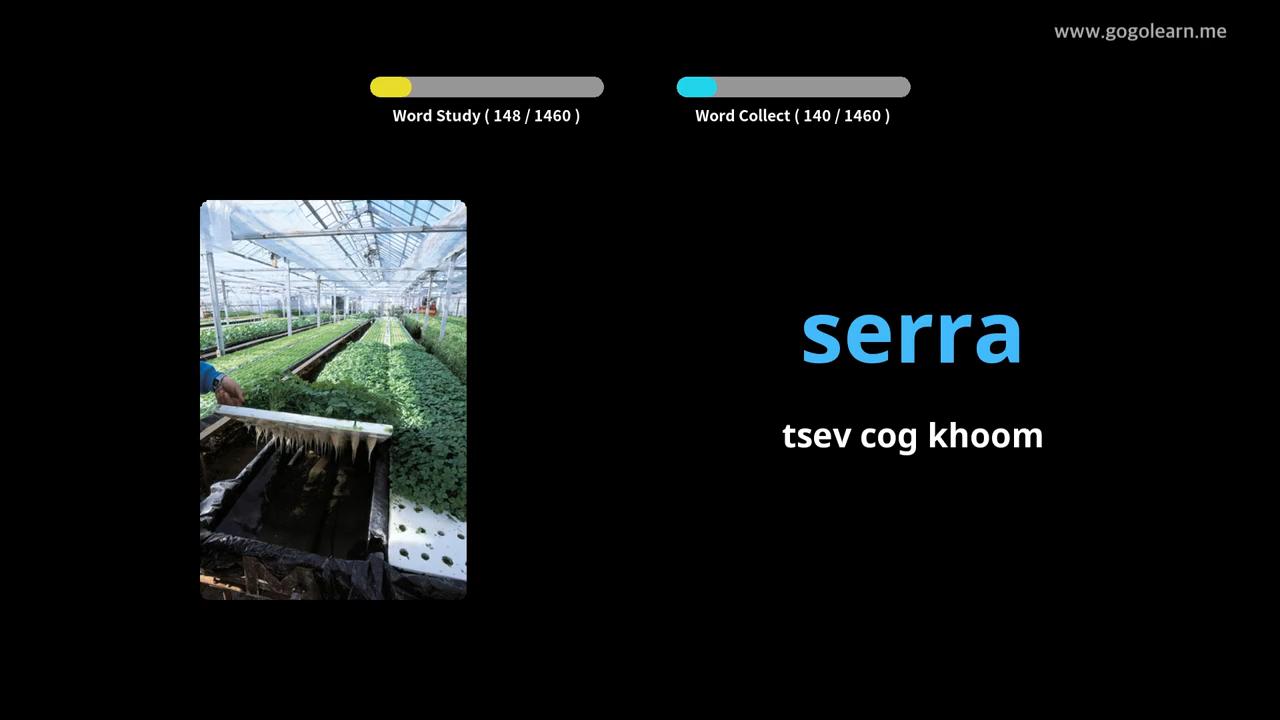 www.gogolearn.me
Word Study ( 148 / 1460 )
Word Collect ( 140 / 1460 )
serra
tsev cog khoom